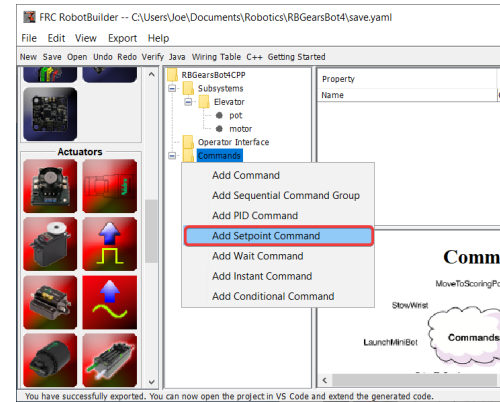 FRC RobotBuilder -- C:\Users\Joe\Documents\Robotics\RBGearsBot4\save.yaml
File Edit View Export Help
New Save Open Undo Redo Verify Java Wiring Table C++ Getting Started
RBGearsBot4CPP
Subsystems
Elevator
pot
motor
Operator Interface
Commands
Actuators
Add Command
Add Sequential Command Group
Add PID Command
Add Setpoint Command
Add Wait Command
Add Instant Command
Add Conditional Command
Property
Name
Comm
MoveToScoringPo
StowWrist
LaunchMiniBot
Commands
You have successfully exported. You can now open the project in VS Code and extend the generated code.